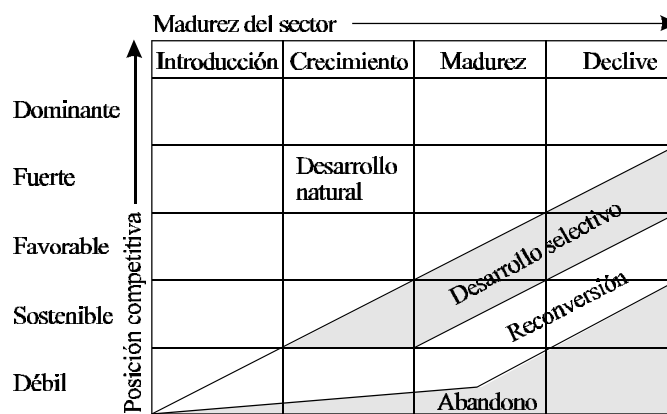 Madurez del sector
Introducción Crecimiento Madurez Declive
Dominante
Fuerte
Desarrollo
natural
Favorable
Desarrollo selectivo
Sostenible
Reconversión
Débil
Abandono
Posición competitiva